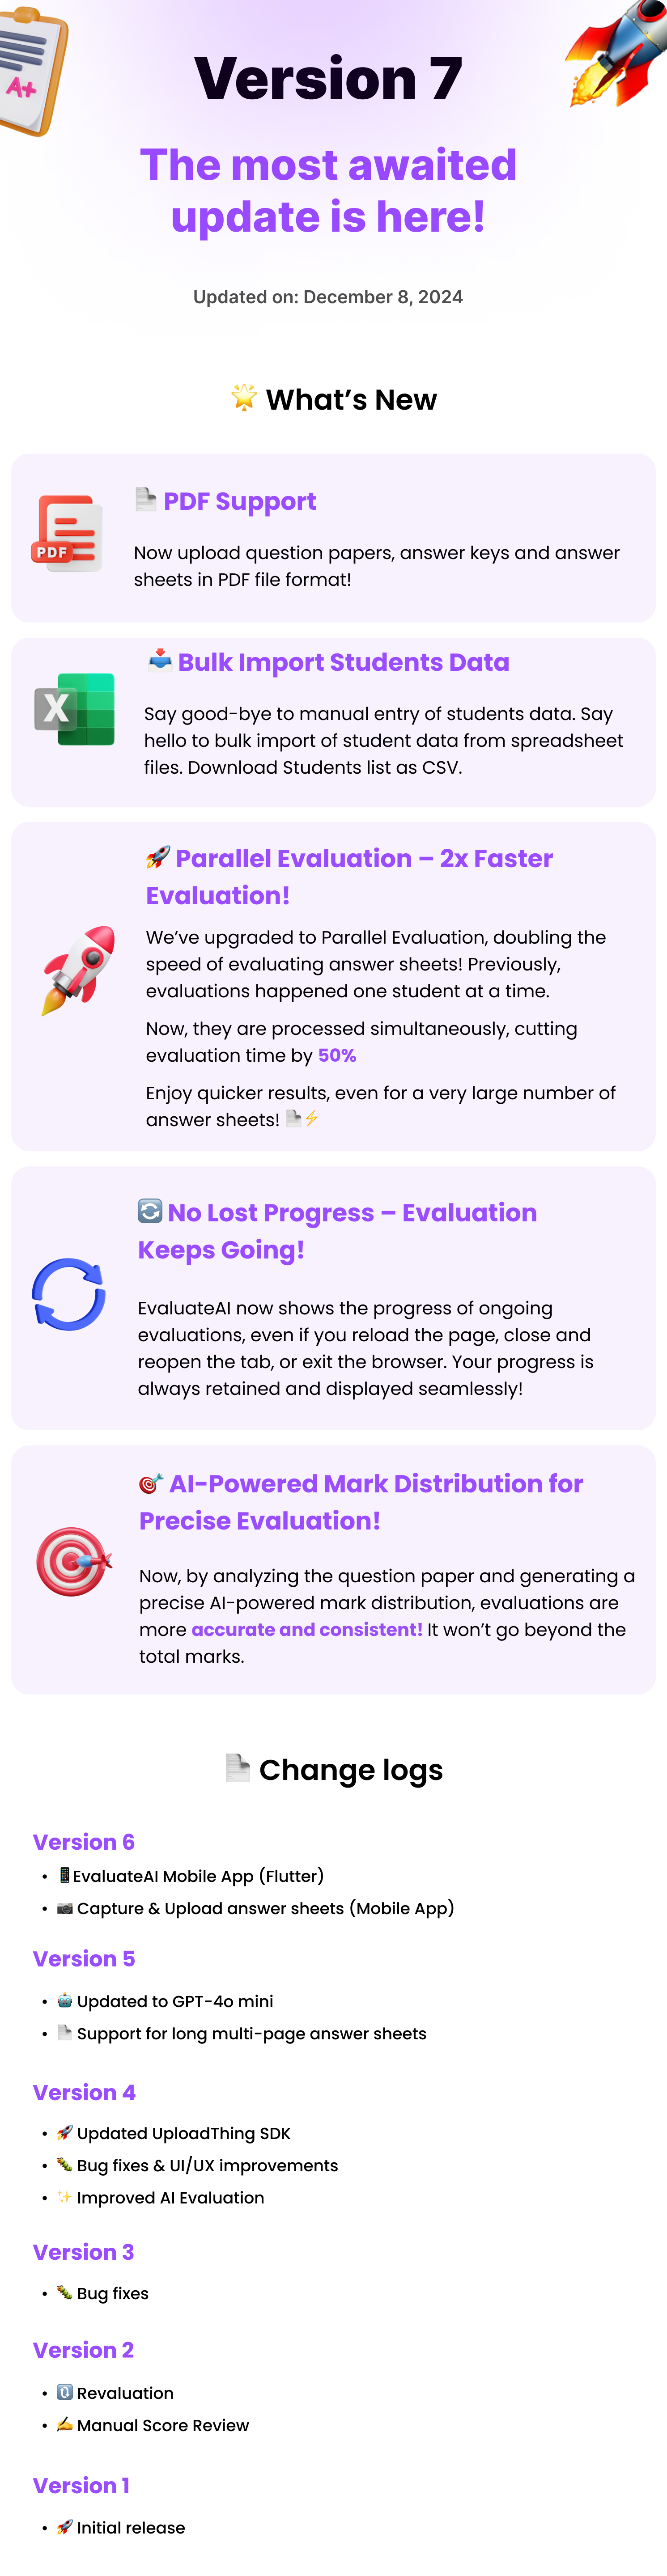 A+
Version 7
The most awaited
update is here!
Updated on: December 8, 2024
🌟 What's New
PDF
📄 PDF Support
Now upload question papers, answer keys and answer
sheets in PDF file format!
X
📥 Bulk Import Students Data
Say good-bye to manual entry of students data. Say
hello to bulk import of student data from spreadsheet
files. Download Students list as CSV.
🚀 Parallel Evaluation – 2x Faster
Evaluation!
We've upgraded to Parallel Evaluation, doubling the
speed of evaluating answer sheets! Previously,
evaluations happened one student at a time.
Now, they are processed simultaneously, cutting
evaluation time by 50%
Enjoy quicker results, even for a very large number of
answer sheets! 📄⚡
🔄 No Lost Progress – Evaluation
Keeps Going!
EvaluateAI now shows the progress of ongoing
evaluations, even if you reload the page, close and
reopen the tab, or exit the browser. Your progress is
always retained and displayed seamlessly!
🎯 AI-Powered Mark Distribution for
Precise Evaluation!
Now, by analyzing the question paper and generating a
precise AI-powered mark distribution, evaluations are
more accurate and consistent! It won't go beyond the
total marks.
📄 Change logs
Version 6
• 📱EvaluateAI Mobile App (Flutter)
• 📷 Capture & Upload answer sheets (Mobile App)
Version 5
• 🤖 Updated to GPT-4o mini
• 📄 Support for long multi-page answer sheets
Version 4
• 🚀 Updated UploadThing SDK
• 🐛 Bug fixes & UI/UX improvements
• ✨ Improved AI Evaluation
Version 3
• 🐛 Bug fixes
Version 2
• 🔃 Revaluation
• ✍️ Manual Score Review
Version 1
• 🚀 Initial release